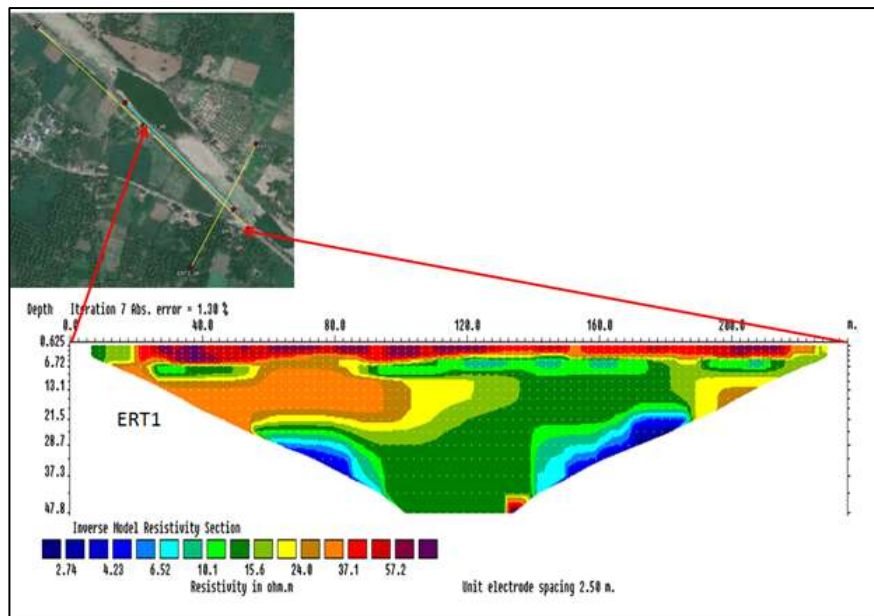 Depth Iteration 7 Abs. error = 1.30 %
0.0 40.0 80.0 120.0 160.0 200.0 m.
0.625
6.72
13.1
21.5
28.7
37.3
47.8
ERT1
Inverse Model Resistivity Section
2.74 4.23 6.52 10.1 15.6 24.0 37.1 57.2
Resistivity in ohm.m
Unit electrode spacing 2.50 m.